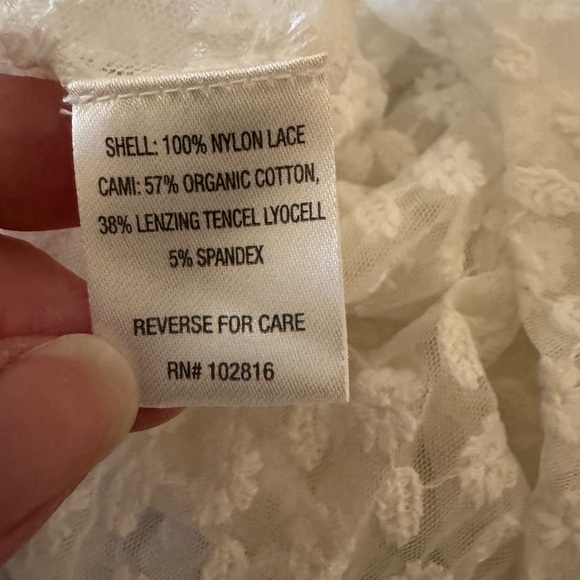 SHELL: 100% NYLON LACE
CAMI: 57% ORGANIC COTTON,
38% LENZING TENCEL LYOCELL
5% SPANDEX
REVERSE FOR CARE
RN# 102816